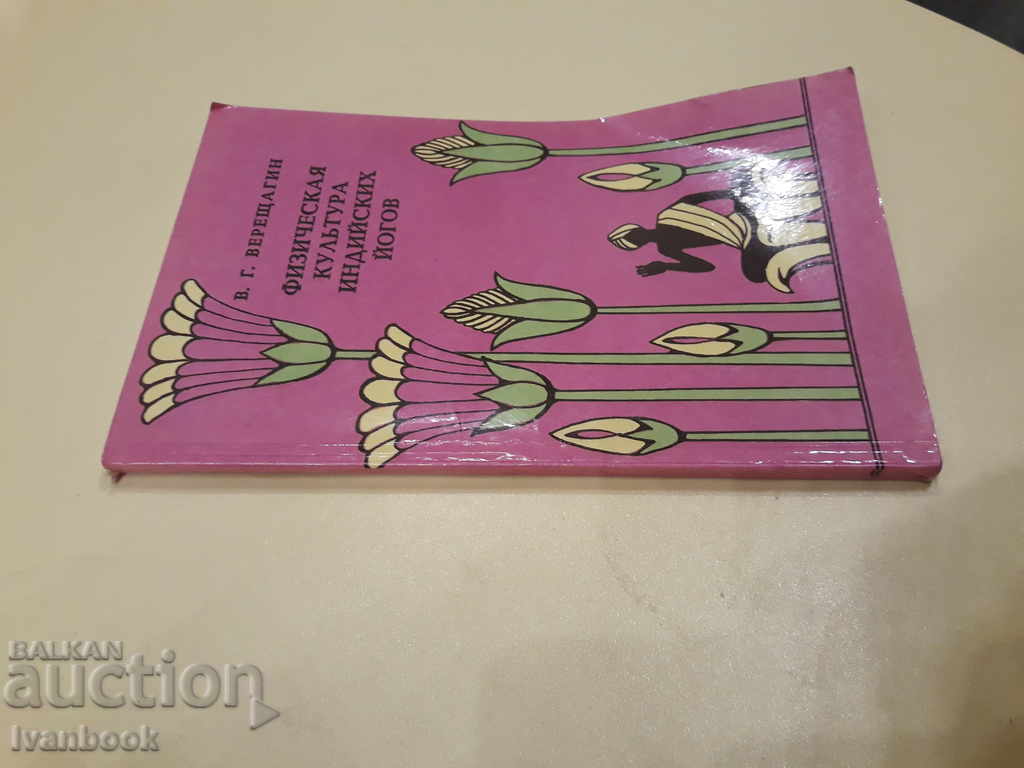 В. Г. ВЕРЕЩАГИН
ФИЗИЧЕСКАЯ
КУЛЬТУРА
ИНДИЙСКИХ
ЙОГОВ
BALKAN
auction
Ivanbook